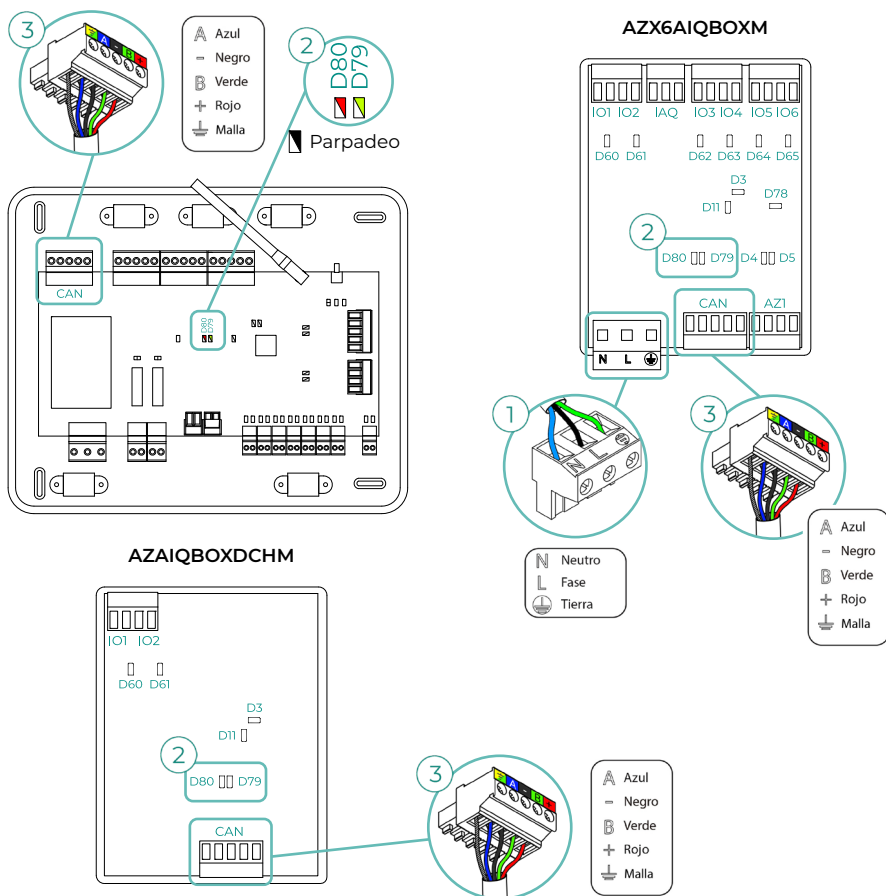 3
A Azul
- Negro
B Verde
+ Rojo
Malla
2
D80
D79
Parpadeo
CAN
D80
D79
AZX6AIQBOXM
IO1 IO2 IAQ IO3 IO4 IO5 IO6
D60 D61 D62 D63 D64 D65
D3
D78
D11
2
D80 D79 D4 D5
CAN AZ1
N L
1
N L
3
A - B +
N Neutro
L Fase
Tierra
A Azul
- Negro
B Verde
+ Rojo
Malla
AZAIQBOXDCHM
IO1 IO2
D60 D61
D3
D11
2
D80 D79
CAN
3
A - B +
A Azul
- Negro
B Verde
+ Rojo
Malla